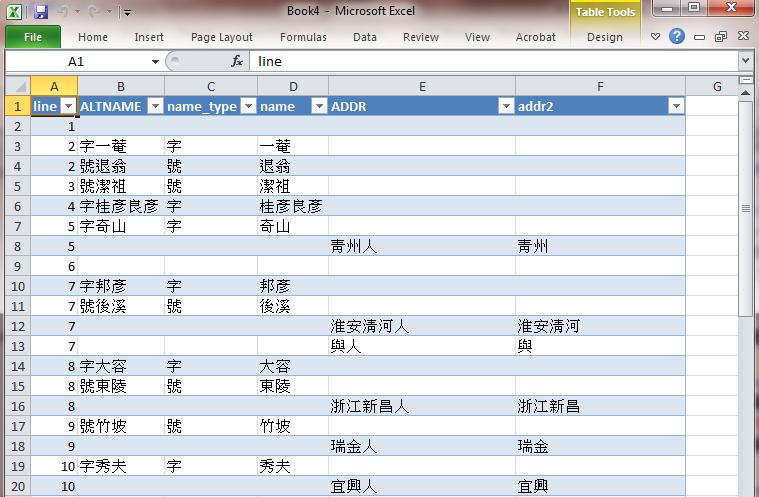 Book4 - Microsoft Excel
Table Tools
File Home Insert Page Layout Formulas Data Review View Acrobat Design
A1 fx line
A B C D E F G
1 line ALTNAME name_type name ADDR addr2
2 1
3 2 字一菴 字 一菴
4 2 號退翁 號 退翁
5 3 號潔祖 號 潔祖
6 4 字桂彥良彥 字 桂彥良彥
7 5 字奇山 字 奇山
8 5 青州人 青州
9 6
10 7 字邦彥 字 邦彥
11 7 號後溪 號 後溪
12 7 淮安清河人 淮安清河
13 7 與人 與
14 8 字大容 字 大容
15 8 號東陵 號 東陵
16 8 浙江新昌人 浙江新昌
17 9 號竹坡 號 竹坡
18 9 瑞金人 瑞金
19 10 字秀夫 字 秀夫
20 10 宜興人 宜興